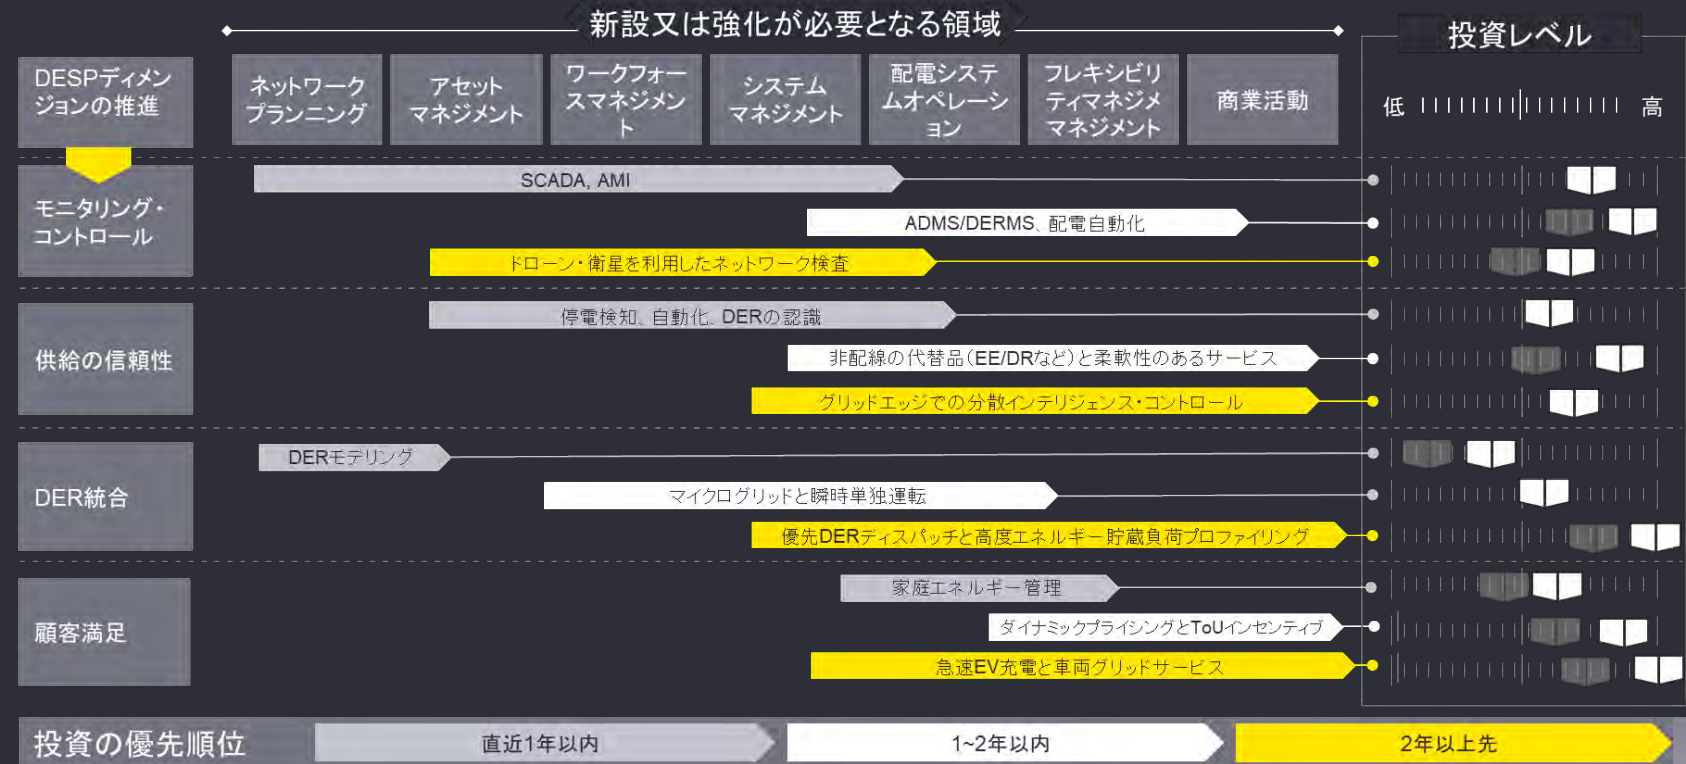 新設又は強化が必要となる領域
投資レベル
DESPディメン
ジョンの推進
ネットワーク
プランニング
アセット
マネジメント
ワークフォー
スマネジメン
ト
システム
マネジメント
配電システ
ムオペレーシ
ョン
フレキシビリ
ティマネジメ
マネジメント
商業活動
低
高
モニタリング・
コントロール
SCADA, AMI
ADMS/DERMS、配電自動化
ドローン・衛星を利用したネットワーク検査
供給の信頼性
停電検知、自動化、DERの認識
非配線の代替品(EE/DRなど)と柔軟性のあるサービス
グリッドエッジでの分散インテリジェンス・コントロール
DER統合
DERモデリング
マイクログリッドと瞬時単独運転
優先DERディスパッチと高度エネルギー貯蔵負荷プロファイリング
顧客満足
家庭エネルギー管理
ダイナミックプライシングとToUインセンティブ
急速EV充電と車両グリッドサービス
投資の優先順位
直近1年以内
1~2年以内
2年以上先